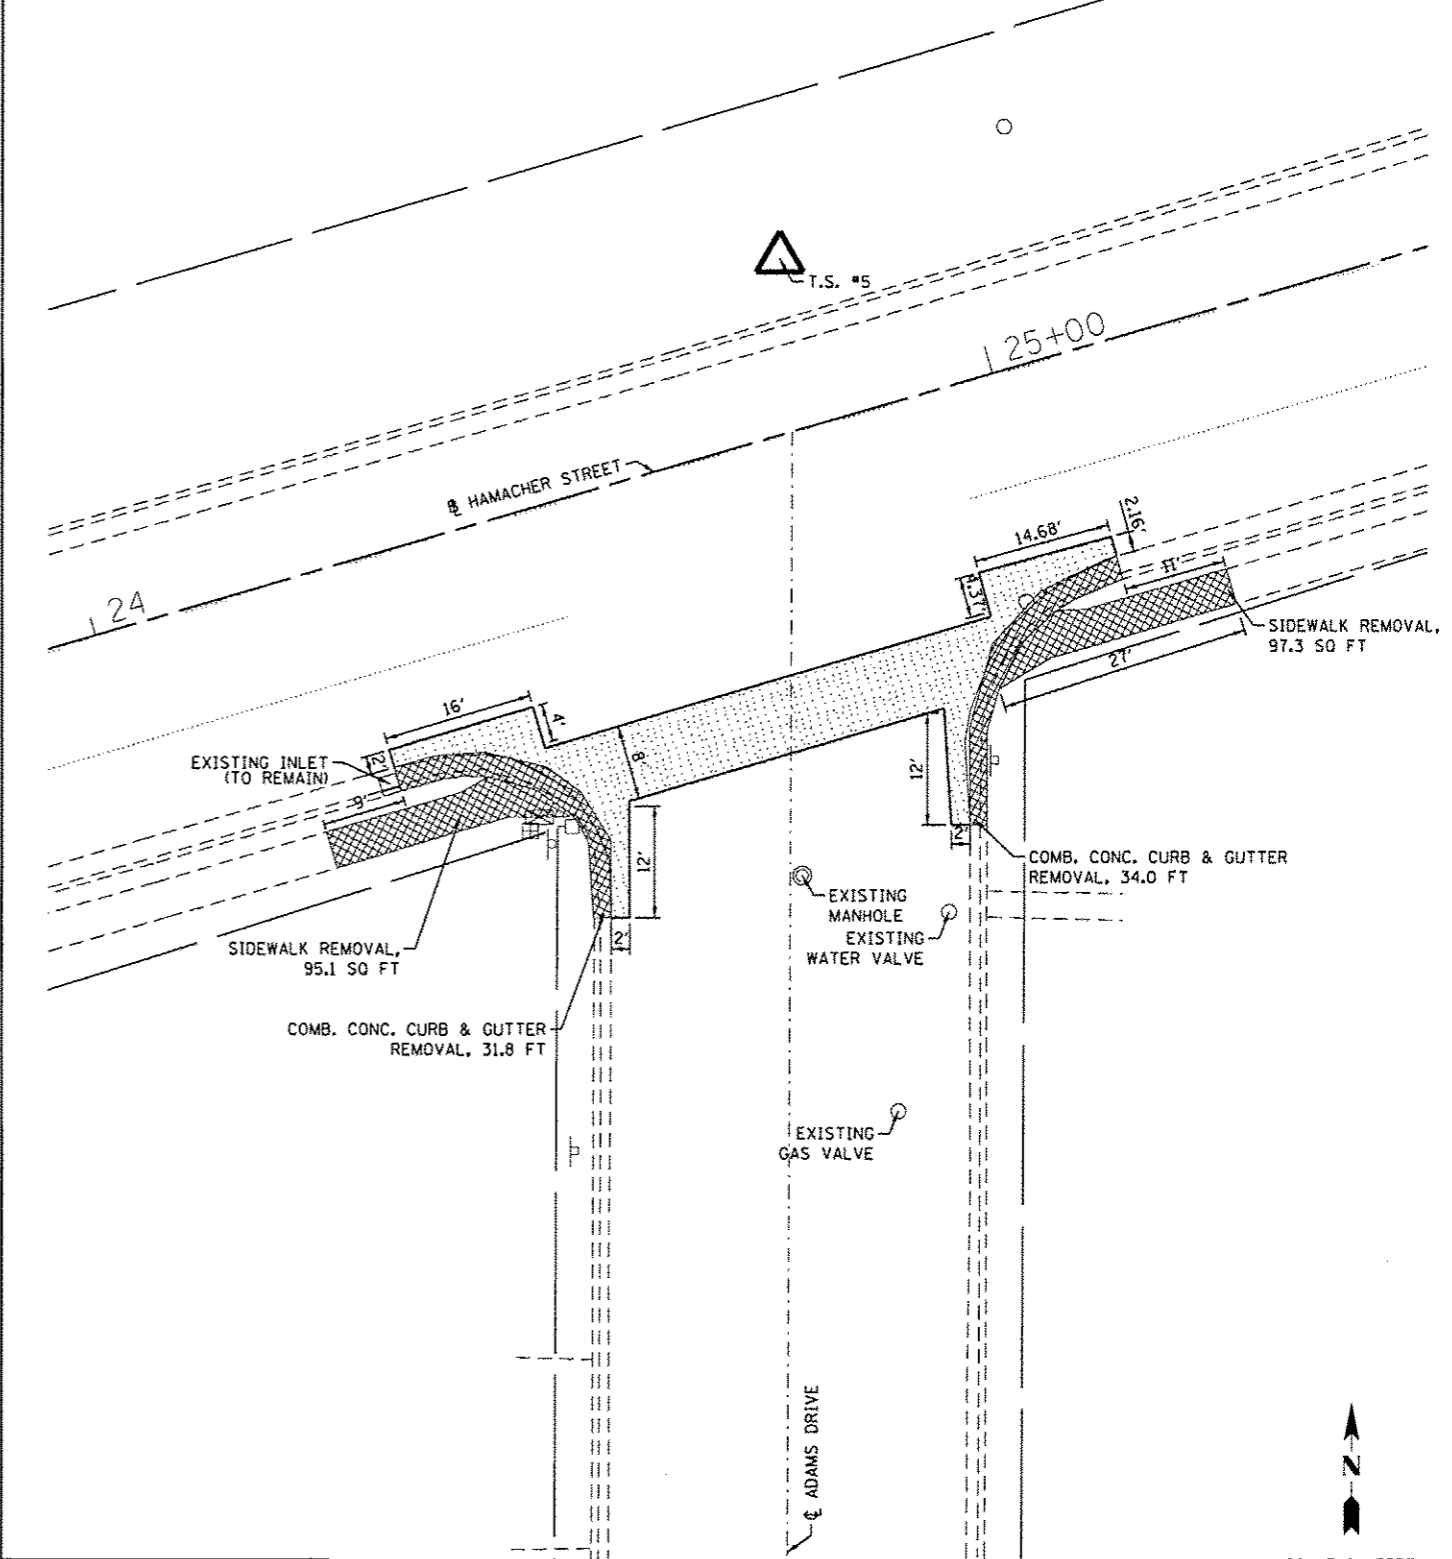 T.S. #5
25+00
℄ HAMACHER STREET
24
14.68'
2.16'
4.37'
11'
SIDEWALK REMOVAL,
97.3 SQ FT
27'
16'
4'
EXISTING INLET
(TO REMAIN)
2'
9'
8'
12'
12'
2'
COMB. CONC. CURB & GUTTER
REMOVAL, 34.0 FT
EXISTING
MANHOLE
EXISTING
WATER VALVE
2'
SIDEWALK REMOVAL,
95.1 SQ FT
COMB. CONC. CURB & GUTTER
REMOVAL, 31.8 FT
EXISTING
GAS VALVE
℄ ADAMS DRIVE
N